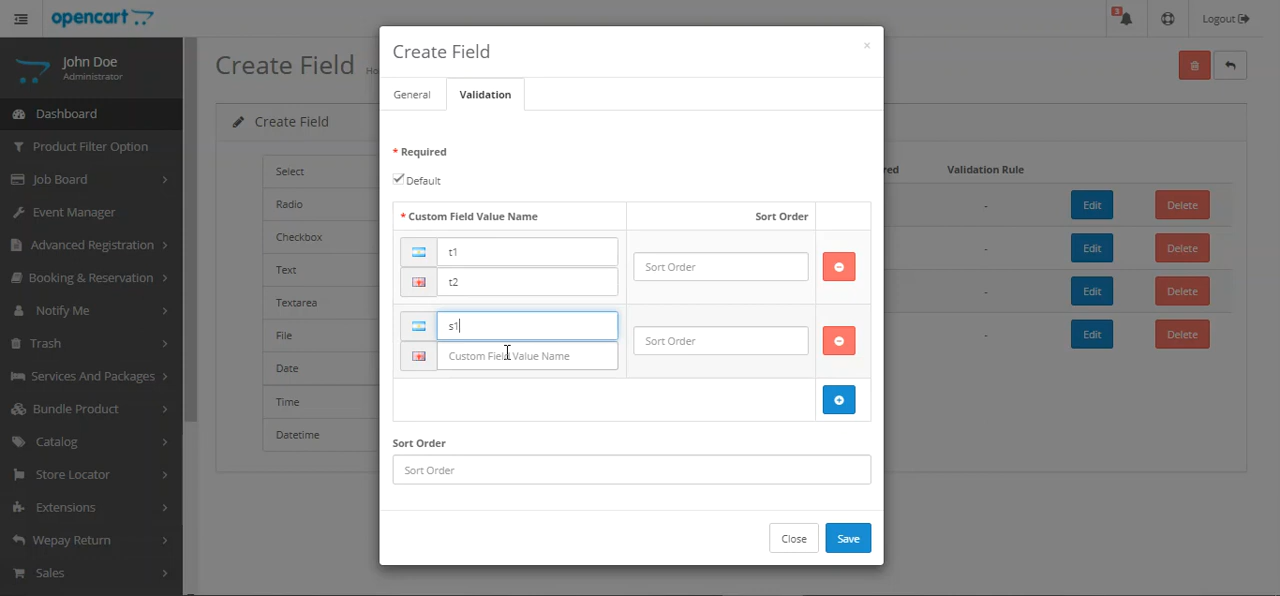 opencart
3
Logout
John Doe
Administrator
Dashboard
Product Filter Option
Job Board
Event Manager
Advanced Registration
Booking & Reservation
Notify Me
Trash
Services And Packages
Bundle Product
Catalog
Store Locator
Extensions
Wepay Return
Sales
Create Field
Create Field
Select
Radio
Checkbox
Text
Textarea
File
Date
Time
Datetime
Validation Rule
- Edit Delete
- Edit Delete
- Edit Delete
- Edit Delete
Create Field ×
General Validation
* Required
Default
* Custom Field Value Name Sort Order
t1
t2
Sort Order
s1
Custom Field Value Name
Sort Order
Sort Order
Sort Order
Close Save